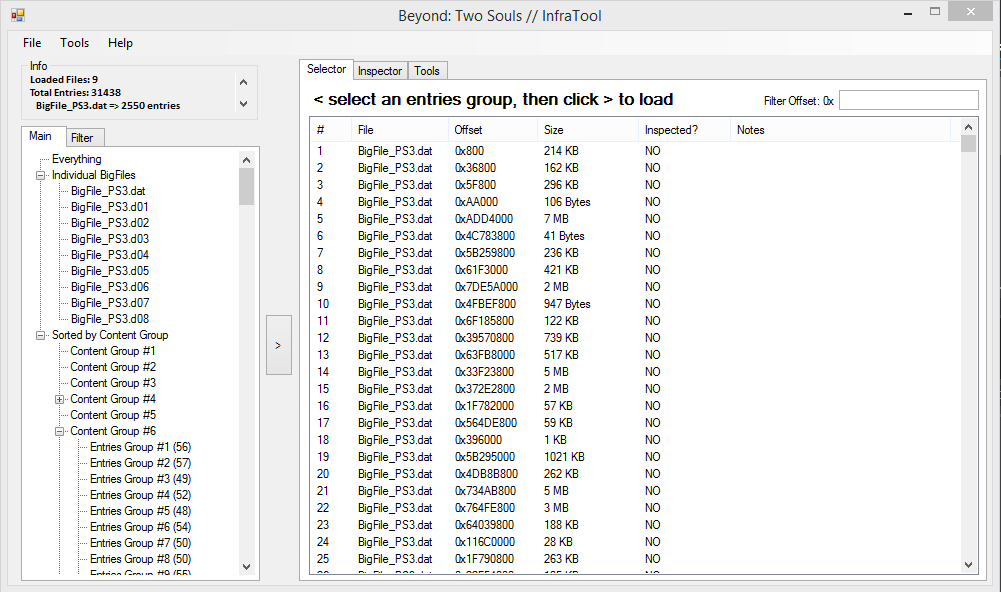 Beyond: Two Souls // InfraTool
File Tools Help
Info
Loaded Files: 9
Total Entries: 31438
BigFile_PS3.dat => 2550 entries
Main Filter
Everything
Individual BigFiles
BigFile_PS3.dat
BigFile_PS3.d01
BigFile_PS3.d02
BigFile_PS3.d03
BigFile_PS3.d04
BigFile_PS3.d05
BigFile_PS3.d06
BigFile_PS3.d07
BigFile_PS3.d08
Sorted by Content Group
Content Group #1
Content Group #2
Content Group #3
Content Group #4
Content Group #5
Content Group #6
Entries Group #1 (56)
Entries Group #2 (57)
Entries Group #3 (49)
Entries Group #4 (52)
Entries Group #5 (48)
Entries Group #6 (54)
Entries Group #7 (50)
Entries Group #8 (50)
Entries Group #9 (55)
>
Selector Inspector Tools
< select an entries group, then click > to load Filter Offset: 0x
# File Offset Size Inspected? Notes
1 BigFile_PS3.dat 0x800 214 KB NO
2 BigFile_PS3.dat 0x36800 162 KB NO
3 BigFile_PS3.dat 0x5F800 296 KB NO
4 BigFile_PS3.dat 0xAA000 106 Bytes NO
5 BigFile_PS3.dat 0xADD4000 7 MB NO
6 BigFile_PS3.dat 0x4C783800 41 Bytes NO
7 BigFile_PS3.dat 0x5B259800 236 KB NO
8 BigFile_PS3.dat 0x61F3000 421 KB NO
9 BigFile_PS3.dat 0x7DE5A000 2 MB NO
10 BigFile_PS3.dat 0x4FBEF800 947 Bytes NO
11 BigFile_PS3.dat 0x6F185800 122 KB NO
12 BigFile_PS3.dat 0x39570800 739 KB NO
13 BigFile_PS3.dat 0x63FB8000 517 KB NO
14 BigFile_PS3.dat 0x33F23800 5 MB NO
15 BigFile_PS3.dat 0x372E2800 2 MB NO
16 BigFile_PS3.dat 0x1F782000 57 KB NO
17 BigFile_PS3.dat 0x564DE800 59 KB NO
18 BigFile_PS3.dat 0x396000 1 KB NO
19 BigFile_PS3.dat 0x5B295000 1021 KB NO
20 BigFile_PS3.dat 0x4DB8B800 262 KB NO
21 BigFile_PS3.dat 0x734AB800 5 MB NO
22 BigFile_PS3.dat 0x764FE800 3 MB NO
23 BigFile_PS3.dat 0x64039800 188 KB NO
24 BigFile_PS3.dat 0x116C0000 28 KB NO
25 BigFile_PS3.dat 0x1F790800 263 KB NO